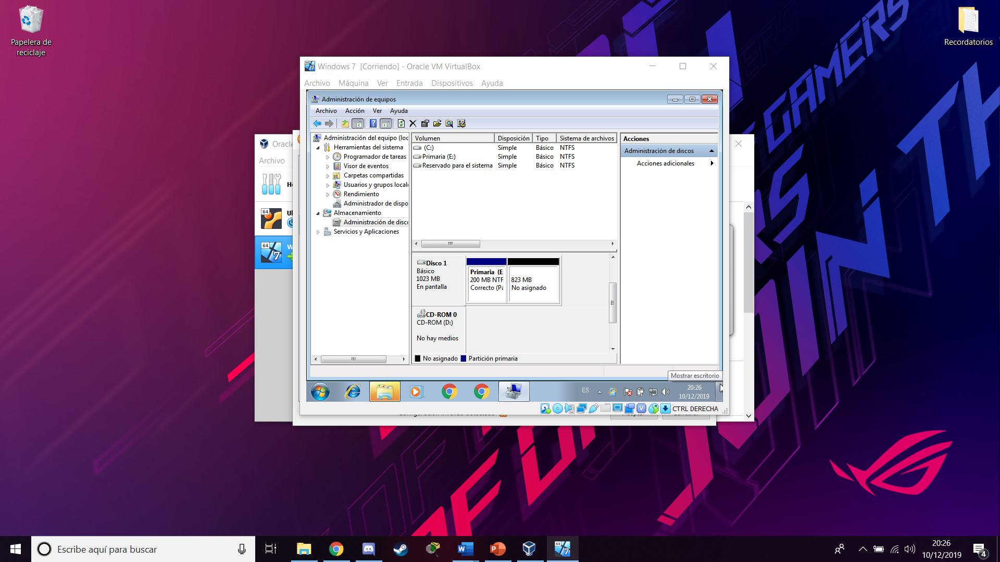 Papelera de
reciclaje
Recordatorios
Windows 7 [Corriendo] - Oracle VM VirtualBox
Archivo Máquina Ver Entrada Dispositivos Ayuda
Administración de equipos
Archivo Acción Ver Ayuda
Administración del equipo (loc
Herramientas del sistema
Programador de tareas
Visor de eventos
Carpetas compartidas
Usuarios y grupos local
Rendimiento
Administrador de dispo
Almacenamiento
Administración de disco
Servicios y Aplicaciones
Volumen Disposición Tipo Sistema de archivos
(C:) Simple Básico NTFS
Primaria (E:) Simple Básico NTFS
Reservado para el sistema Simple Básico NTFS
Acciones
Administración de discos
Acciones adicionales
Disco 1
Básico
1023 MB
En pantalla
Primaria (E
200 MB NTF
Correcto (Pa
823 MB
No asignado
CD-ROM 0
CD-ROM (D:)
No hay medios
No asignado Partición primaria
Mostrar escritorio
ES
20:26
10/12/2019
CTRL DERECHA
Oracle
Archivo
64
64
GAMERS
Escribe aquí para buscar
20:26
10/12/2019
4